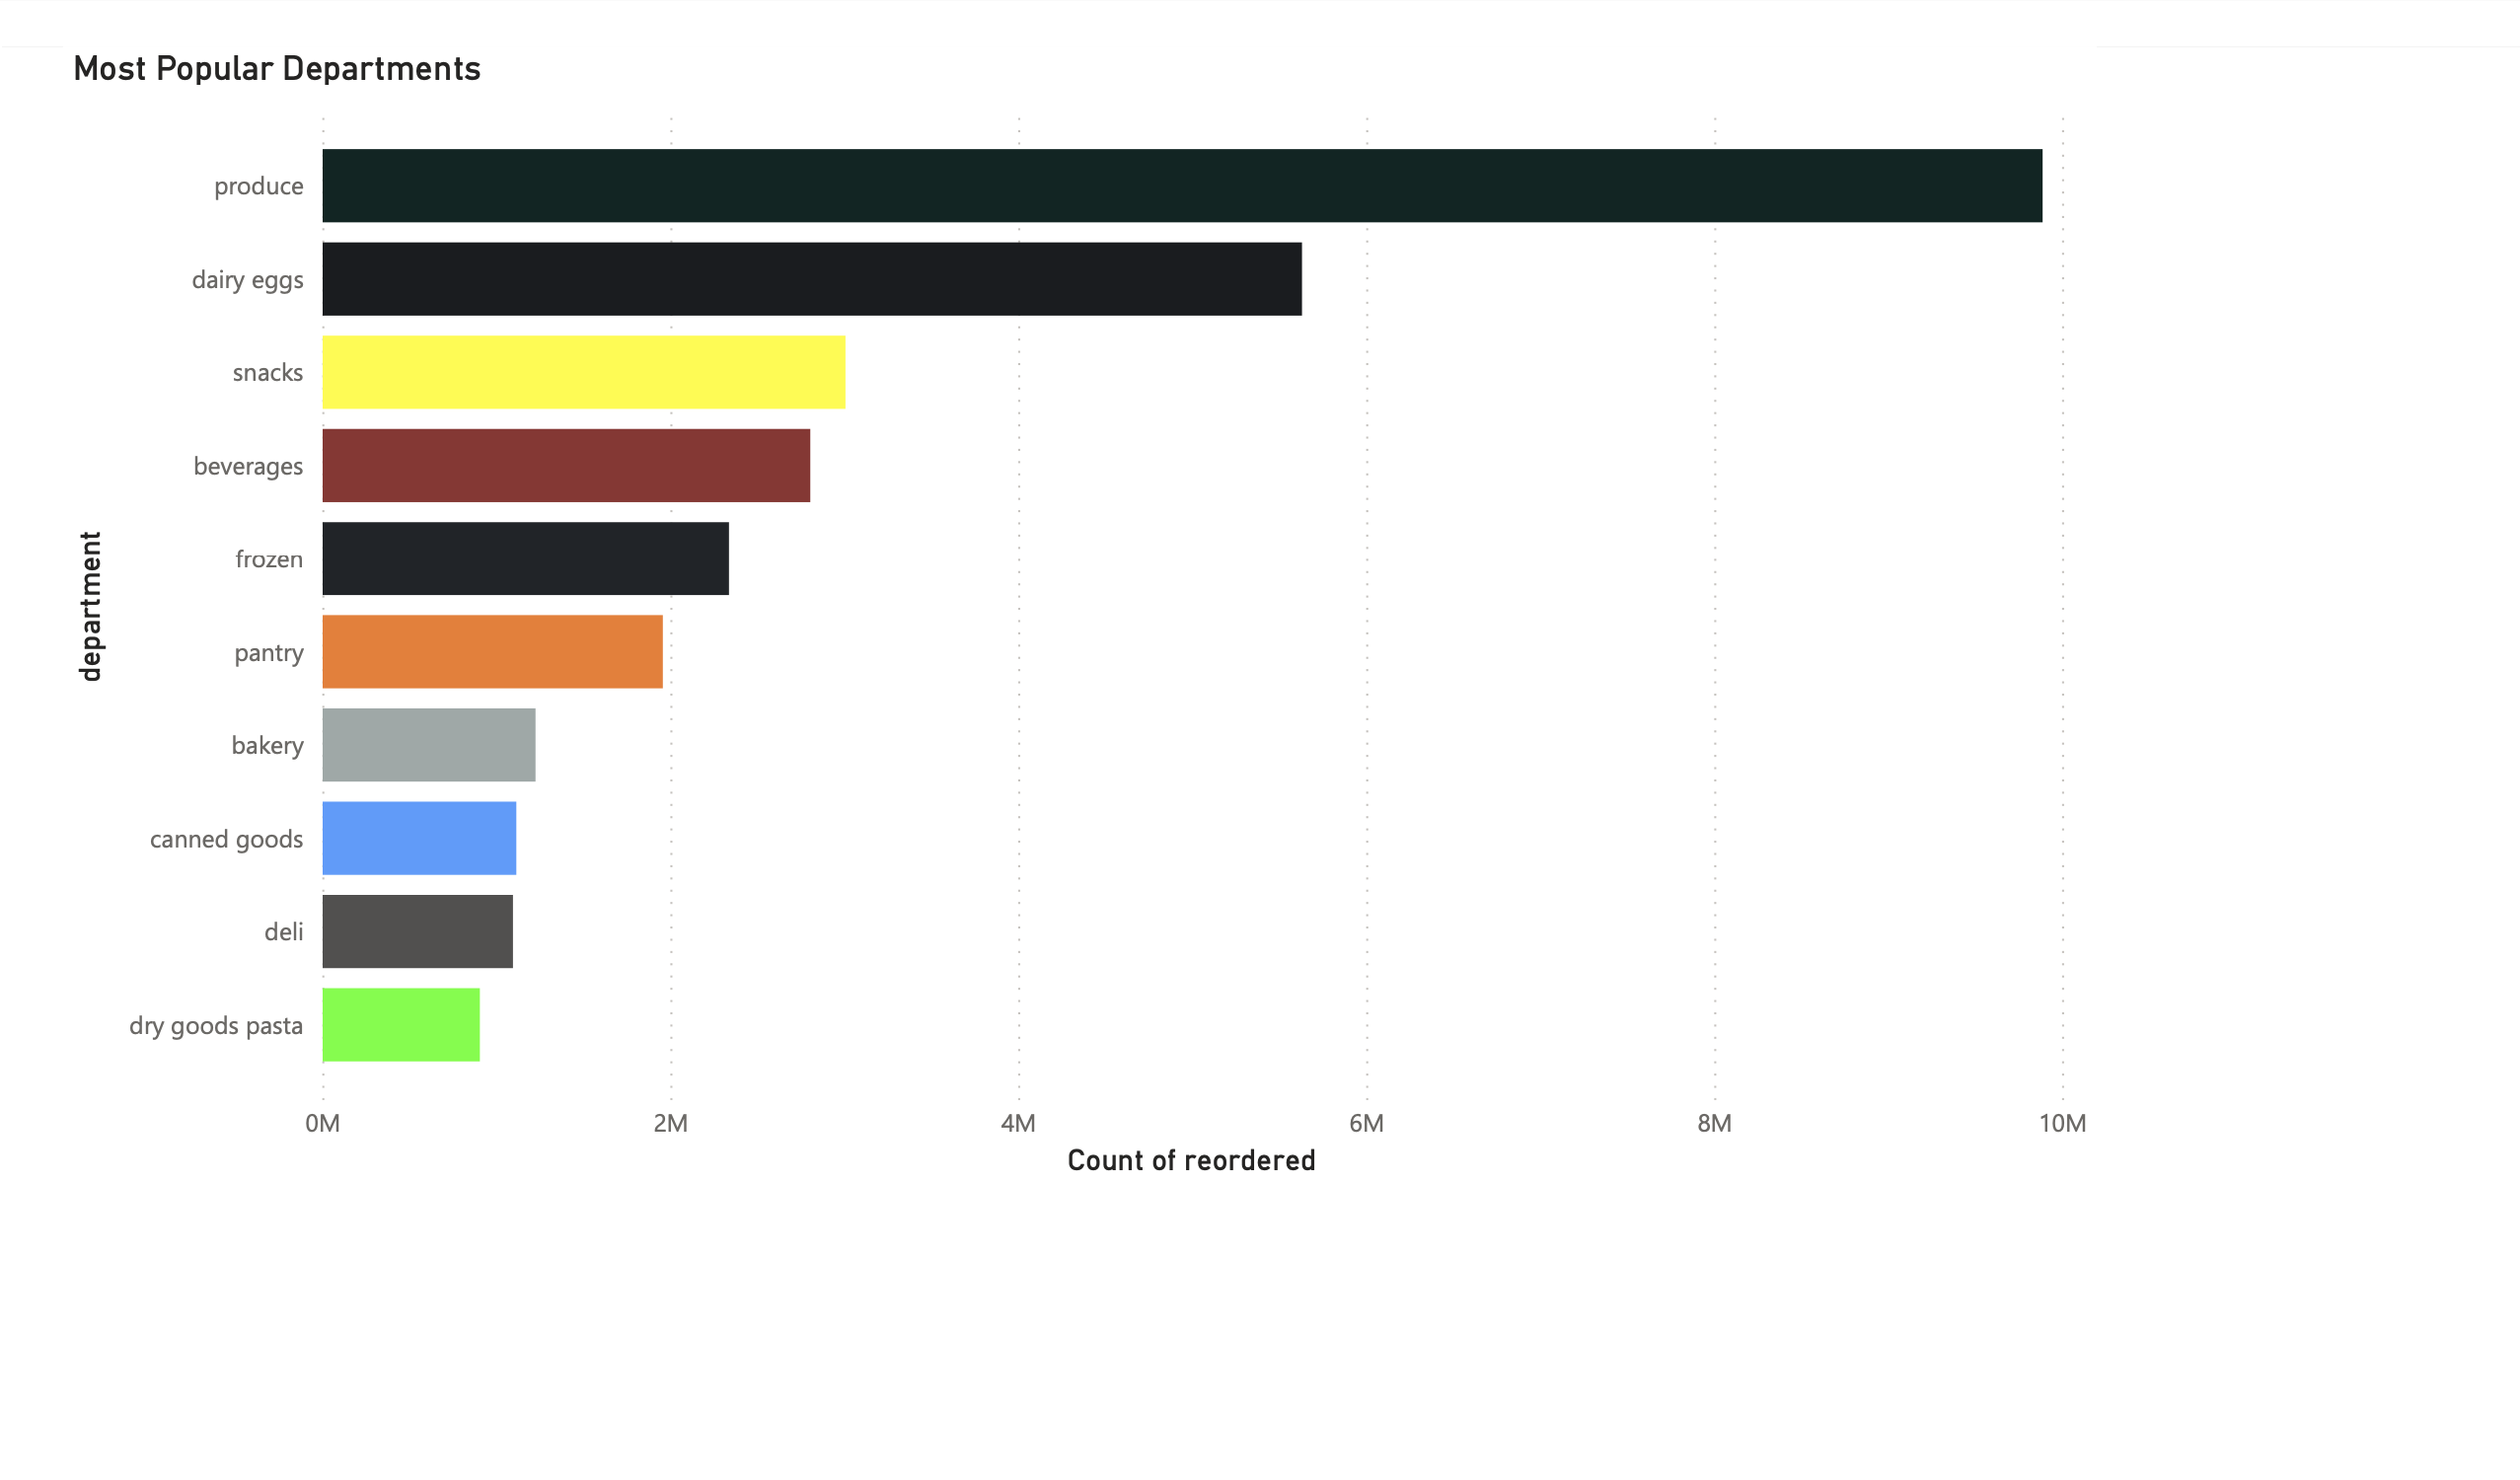 Most Popular Departments
department
produce
dairy eggs
snacks
beverages
frozen
pantry
bakery
canned goods
deli
dry goods pasta
0M 2M 4M 6M 8M 10M
Count of reordered